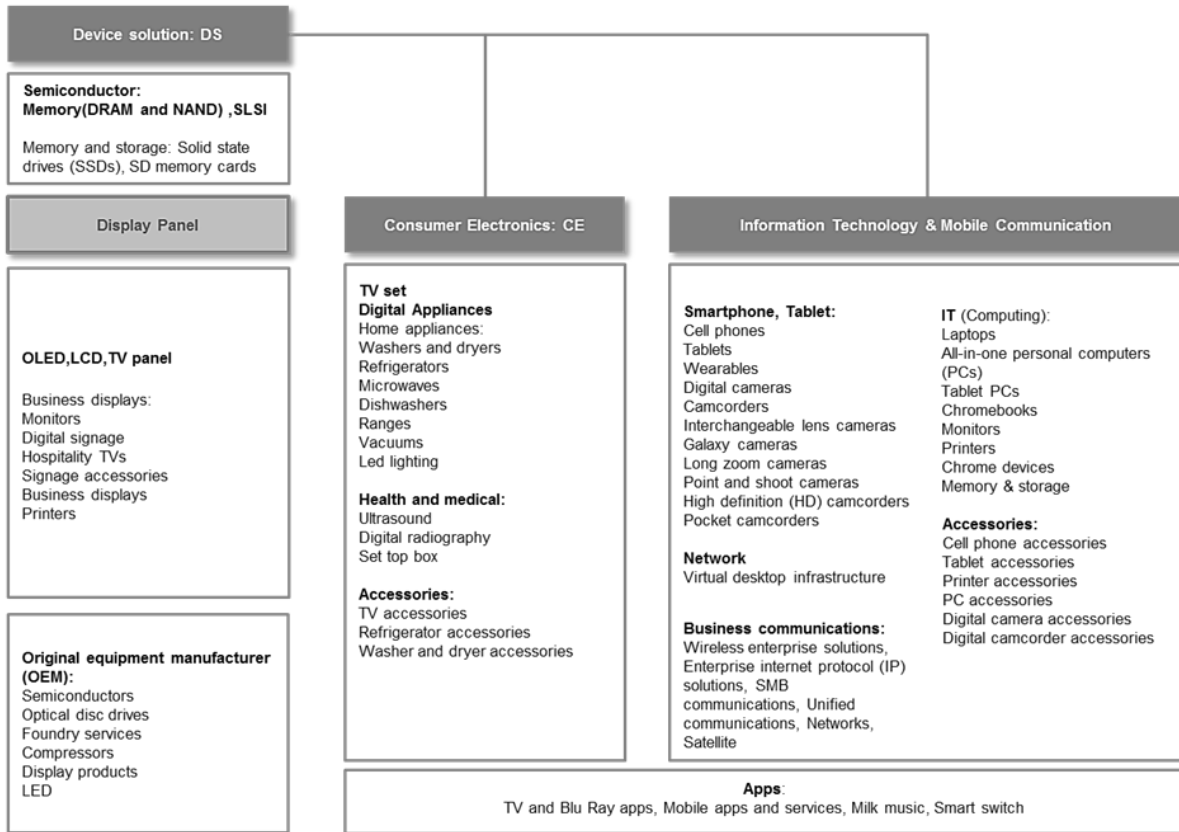 Device solution: DS
Semiconductor:
Memory(DRAM and NAND) ,SLSI
Memory and storage: Solid state
drives (SSDs), SD memory cards
Display Panel
OLED,LCD,TV panel
Business displays:
Monitors
Digital signage
Hospitality TVs
Signage accessories
Business displays
Printers
Original equipment manufacturer
(OEM):
Semiconductors
Optical disc drives
Foundry services
Compressors
Display products
LED
Consumer Electronics: CE
TV set
Digital Appliances
Home appliances:
Washers and dryers
Refrigerators
Microwaves
Dishwashers
Ranges
Vacuums
Led lighting
Health and medical:
Ultrasound
Digital radiography
Set top box
Accessories:
TV accessories
Refrigerator accessories
Washer and dryer accessories
Information Technology & Mobile Communication
Smartphone, Tablet:
Cell phones
Tablets
Wearables
Digital cameras
Camcorders
Interchangeable lens cameras
Galaxy cameras
Long zoom cameras
Point and shoot cameras
High definition (HD) camcorders
Pocket camcorders
Network
Virtual desktop infrastructure
Business communications:
Wireless enterprise solutions,
Enterprise internet protocol (IP)
solutions, SMB
communications, Unified
communications, Networks,
Satellite
IT (Computing):
Laptops
All-in-one personal computers
(PCs)
Tablet PCs
Chromebooks
Monitors
Printers
Chrome devices
Memory & storage
Accessories:
Cell phone accessories
Tablet accessories
Printer accessories
PC accessories
Digital camera accessories
Digital camcorder accessories
Apps:
TV and Blu Ray apps, Mobile apps and services, Milk music, Smart switch